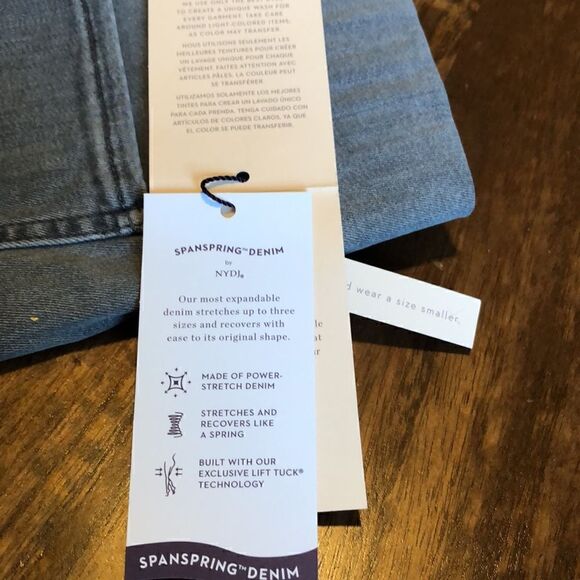 WE USE ONLY THE BEST
TO CREATE A UNIQUE WASH FOR
EVERY GARMENT. TAKE CARE
AROUND LIGHT-COLORED ITEMS,
AS COLOR MAY TRANSFER.
NOUS UTILISONS SEULEMENT LES
MEILLEURES TEINTURES POUR CRÉER
UN LAVAGE UNIQUE POUR CHAQUE
VÊTEMENT. FAITES ATTENTION AVEC
ARTICLES PÂLES, LA COULEUR PEUT
SE TRANSFÉRER.
UTILIZAMOS SOLAMENTE LOS MEJORES
TINTES PARA CREAR UN LAVADO ÚNICO
PARA CADA PRENDA. TENGA CUIDADO CON
ARTÍCULOS DE COLORES CLAROS, YA QUE
EL COLOR SE PUEDE TRANSFERIR.
SPANSPRING™ DENIM
by
NYDJ®
Our most expandable
denim stretches up to three
sizes and recovers with
ease to its original shape.
MADE OF POWER-
STRETCH DENIM
STRETCHES AND
RECOVERS LIKE
A SPRING
BUILT WITH OUR
EXCLUSIVE LIFT TUCK®
TECHNOLOGY
SPANSPRING™ DENIM
d wear a size smaller.